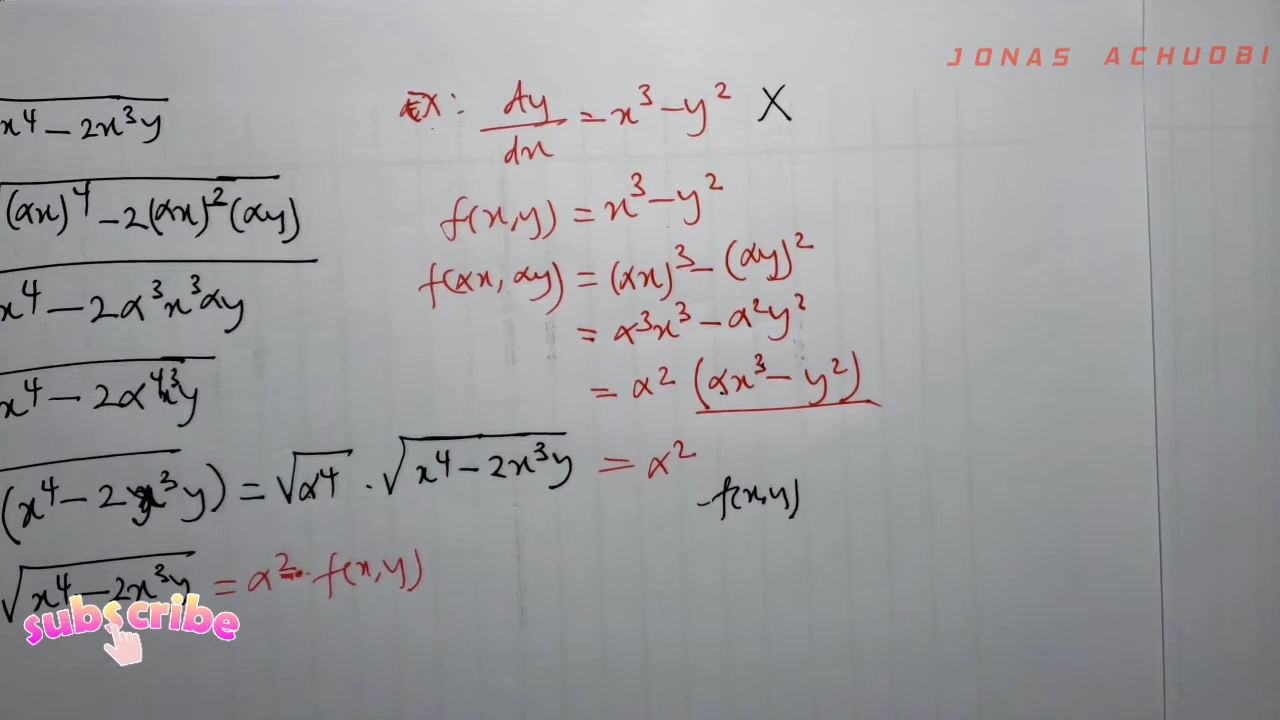 JONAS ACHUOBI
√x⁴ − 2x³y
√(αx)⁴ − 2(αx)²(αy)
x⁴ − 2α³x³αy
x⁴ − 2α⁴x³y
(x⁴ − 2x³y) = √α⁴ · √x⁴ − 2x³y = α²
√x⁴ − 2x³y = α² · f(x,y)
subscribe
EX: dy/dx = x³ − y² X
f(x,y) = x³ − y²
f(αx, αy) = (αx)³ − (αy)²
= α³x³ − α²y²
= α² (αx³ − y²)
f(x,y)